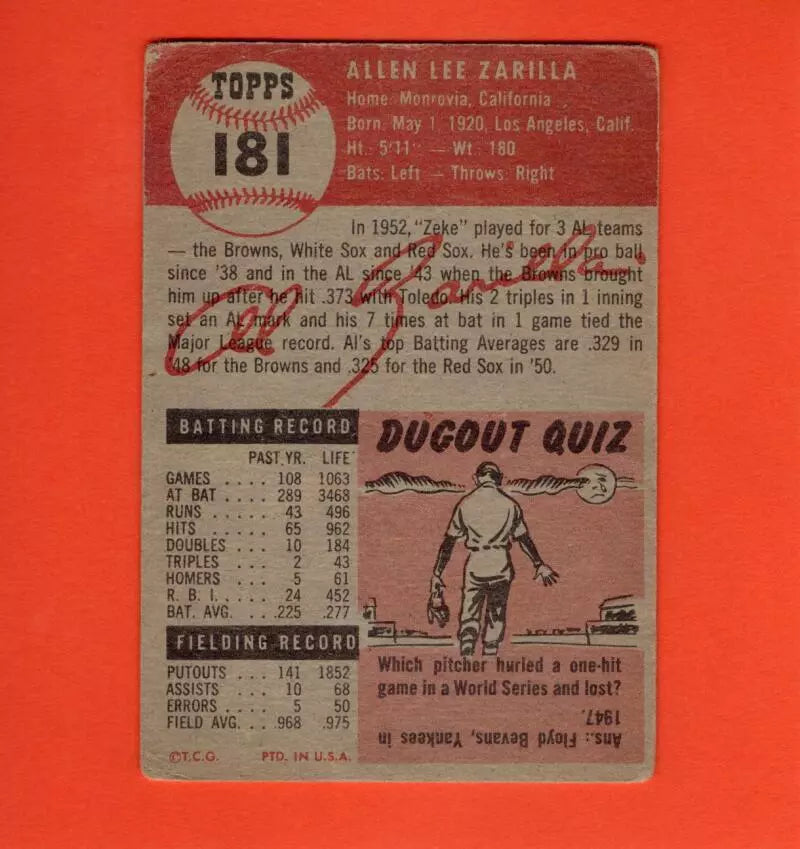 TOPPS
181
ALLEN LEE ZARILLA
Home: Monrovia, California
Born: May 1, 1920, Los Angeles, Calif.
Ht.: 5'11" — Wt.: 180
Bats: Left — Throws: Right
In 1952, "Zeke" played for 3 AL teams
— the Browns, White Sox and Red Sox. He's been in pro ball
since '38 and in the AL since '43 when the Browns brought
him up after he hit .373 with Toledo. His 2 triples in 1 inning
set an AL mark and his 7 times at bat in 1 game tied the
Major League record. Al's top Batting Averages are .329 in
'48 for the Browns and .325 for the Red Sox in '50.
Al Zarilla
BATTING RECORD
PAST YR. LIFE
GAMES .... 108 1063
AT BAT ... 289 3468
RUNS .... 43 496
HITS .... 65 962
DOUBLES ... 10 184
TRIPLES ... 2 43
HOMERS ... 5 61
R. B. I. .... 24 452
BAT. AVG. ... .225 .277
FIELDING RECORD
PUTOUTS ... 141 1852
ASSISTS ... 10 68
ERRORS .... 5 50
FIELD AVG. .. .968 .975
©T.C.G. PTD. IN U.S.A.
DUGOUT QUIZ
Which pitcher hurled a one-hit
game in a World Series and lost?
Ans.: Floyd Bevans, Yankees in
1947.